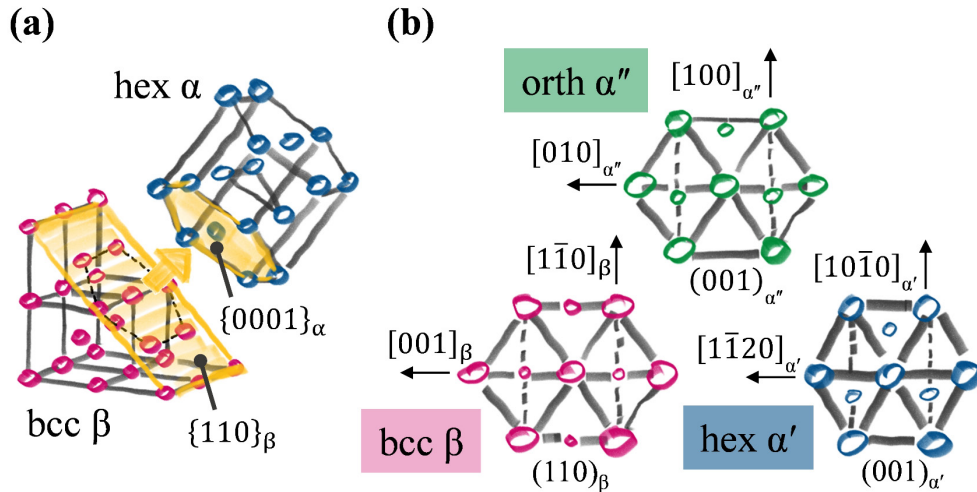 (a)
hex α
{0001}α
bcc β
{110}β
(b)
orth α″
[100]α″
[010]α″
(001)α″
[11̄0]β
[001]β
bcc β
(110)β
[101̄0]α′
[11̄20]α′
hex α′
(001)α′